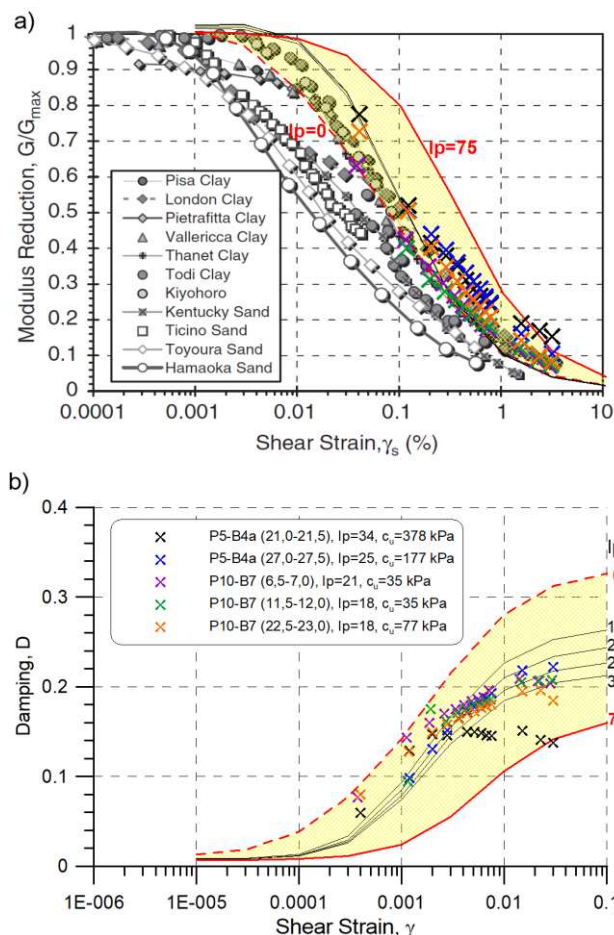 a)
1
0.9
0.8
0.7
0.6
0.5
0.4
0.3
0.2
0.1
0
Modulus Reduction, G/Gmax
Ip=0
Ip=75
Pisa Clay
London Clay
Pietrafitta Clay
Vallericca Clay
Thanet Clay
Todi Clay
Kiyohoro
Kentucky Sand
Ticino Sand
Toyoura Sand
Hamaoka Sand
0.0001 0.001 0.01 0.1 1 10
Shear Strain,γs (%)
b)
0.4
0.3
0.2
0.1
0
Damping, D
P5-B4a (21,0-21,5), Ip=34, cu=378 kPa
P5-B4a (27,0-27,5), Ip=25, cu=177 kPa
P10-B7 (6,5-7,0), Ip=21, cu=35 kPa
P10-B7 (11,5-12,0), Ip=18, cu=35 kPa
P10-B7 (22,5-23,0), Ip=18, cu=77 kPa
1
2
2
3
7
1E-006 1E-005 0.0001 0.001 0.01 0.1
Shear Strain, γ